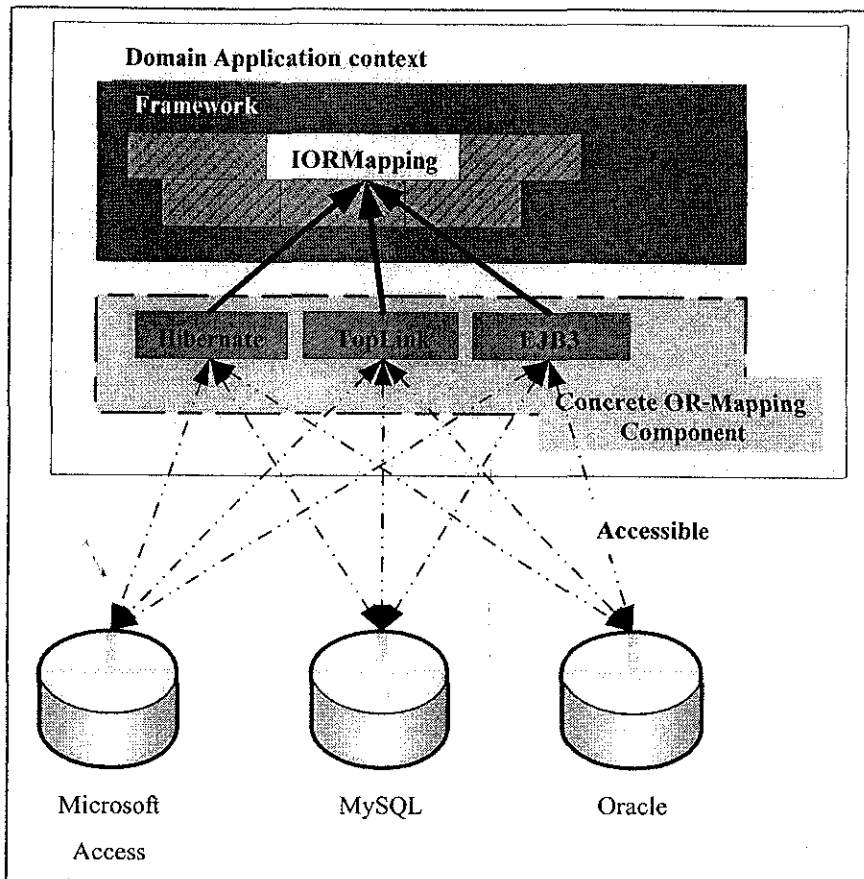 Domain Application context
Framework
IORMapping
Hibernate TopLink EJB3
Concrete OR-Mapping
Component
Accessible
Microsoft
Access
MySQL
Oracle